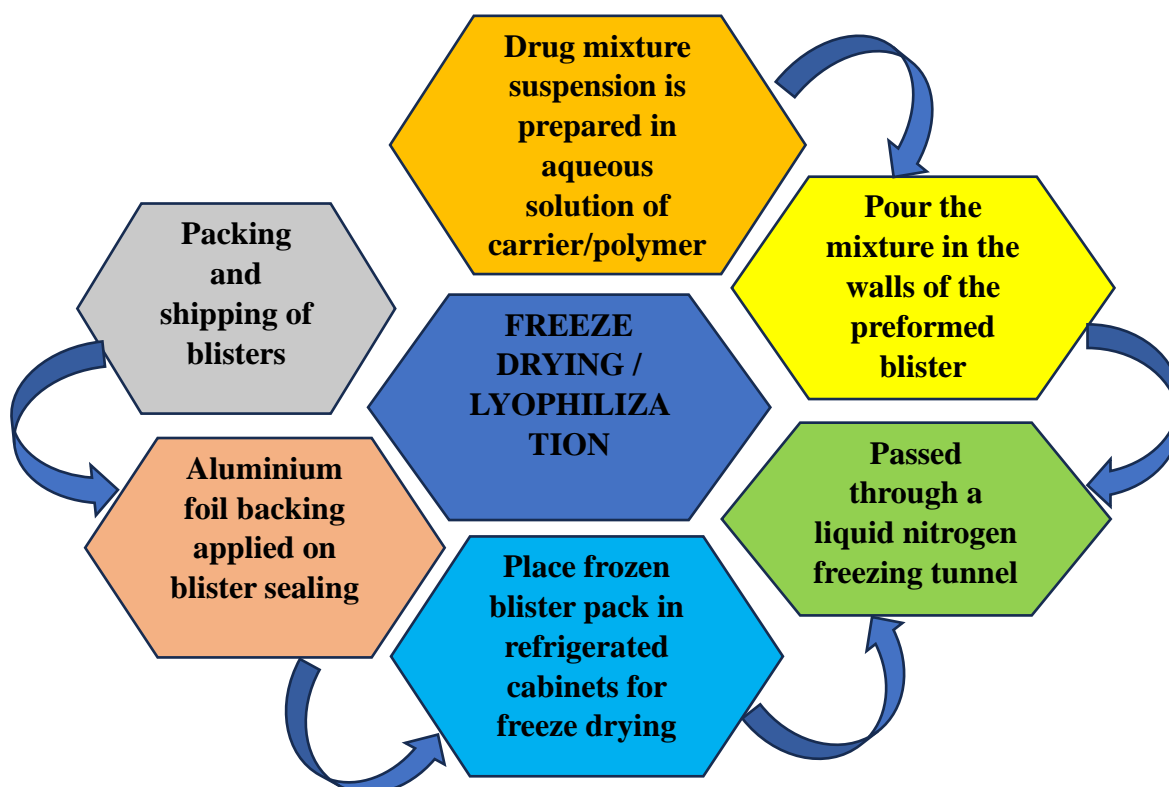 Drug mixture
suspension is
prepared in
aqueous
solution of
carrier/polymer
Pour the
mixture in the
walls of the
preformed
blister
Passed
through a
liquid nitrogen
freezing tunnel
Place frozen
blister pack in
refrigerated
cabinets for
freeze drying
Aluminium
foil backing
applied on
blister sealing
Packing
and
shipping of
blisters
FREEZE
DRYING /
LYOPHILIZA
TION